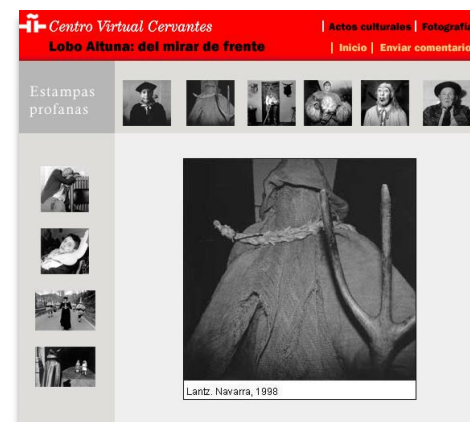 Centro Virtual Cervantes
Actos culturales | Fotografía
Lobo Altuna: del mirar de frente
| Inicio | Enviar comentario
Estampas
profanas
Lantz. Navarra, 1998